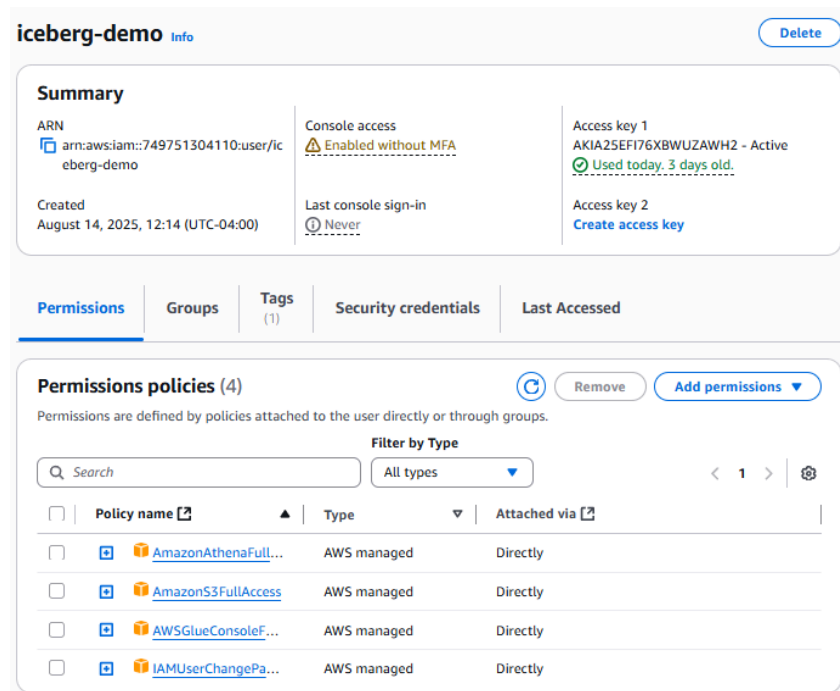 iceberg-demo Info
Delete
Summary
ARN
arn:aws:iam::749751304110:user/ic
eberg-demo
Created
August 14, 2025, 12:14 (UTC-04:00)
Console access
Enabled without MFA
Last console sign-in
Never
Access key 1
AKIA25EFI76XBWUZAWH2 - Active
Used today. 3 days old.
Access key 2
Create access key
Permissions
Groups
Tags
(1)
Security credentials
Last Accessed
Permissions policies (4)
Remove
Add permissions
Permissions are defined by policies attached to the user directly or through groups.
Filter by Type
Search
All types
1
Policy name
Type
Attached via
AmazonAthenaFull...
AWS managed
Directly
AmazonS3FullAccess
AWS managed
Directly
AWSGlueConsoleF...
AWS managed
Directly
IAMUserChangePa...
AWS managed
Directly